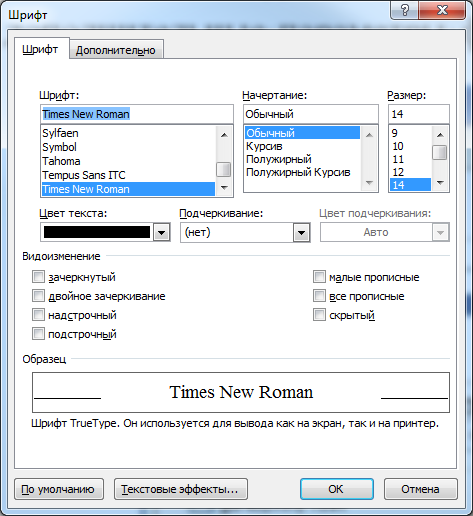 Шрифт
Шрифт Дополнительно
Шрифт: Начертание: Размер:
Times New Roman Обычный 14
Sylfaen Обычный 9
Symbol Курсив 10
Tahoma Полужирный 11
Tempus Sans ITC Полужирный Курсив 12
Times New Roman 14
Цвет текста: Подчеркивание: Цвет подчеркивания:
(нет) Авто
Видоизменение
зачеркнутый малые прописные
двойное зачеркивание все прописные
надстрочный скрытый
подстрочный
Образец
Times New Roman
Шрифт TrueType. Он используется для вывода как на экран, так и на принтер.
По умолчанию Текстовые эффекты... ОК Отмена